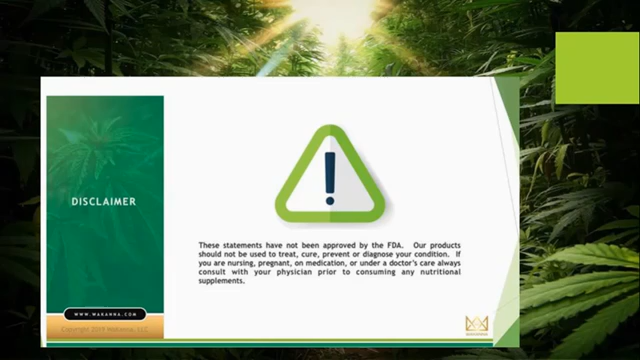 DISCLAIMER
These statements have not been approved by the FDA. Our products
should not be used to treat, cure, prevent or diagnose your condition. If
you are nursing, pregnant, on medication, or under a doctor's care always
consult with your physician prior to consuming any nutritional
supplements.
WWW.WAKANNA.COM
Copyright 2019 WaKanna, LLC